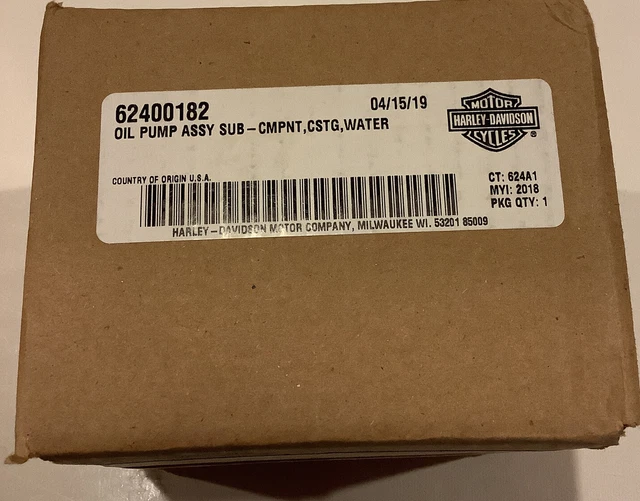 62400182 04/15/19
OIL PUMP ASSY SUB-CMPNT,CSTG,WATER
MOTOR
HARLEY-DAVIDSON
CYCLES ®
COUNTRY OF ORIGIN U.S.A.
CT: 624A1
MYI: 2018
PKG QTY: 1
HARLEY-DAVIDSON MOTOR COMPANY, MILWAUKEE WI. 53201 85009